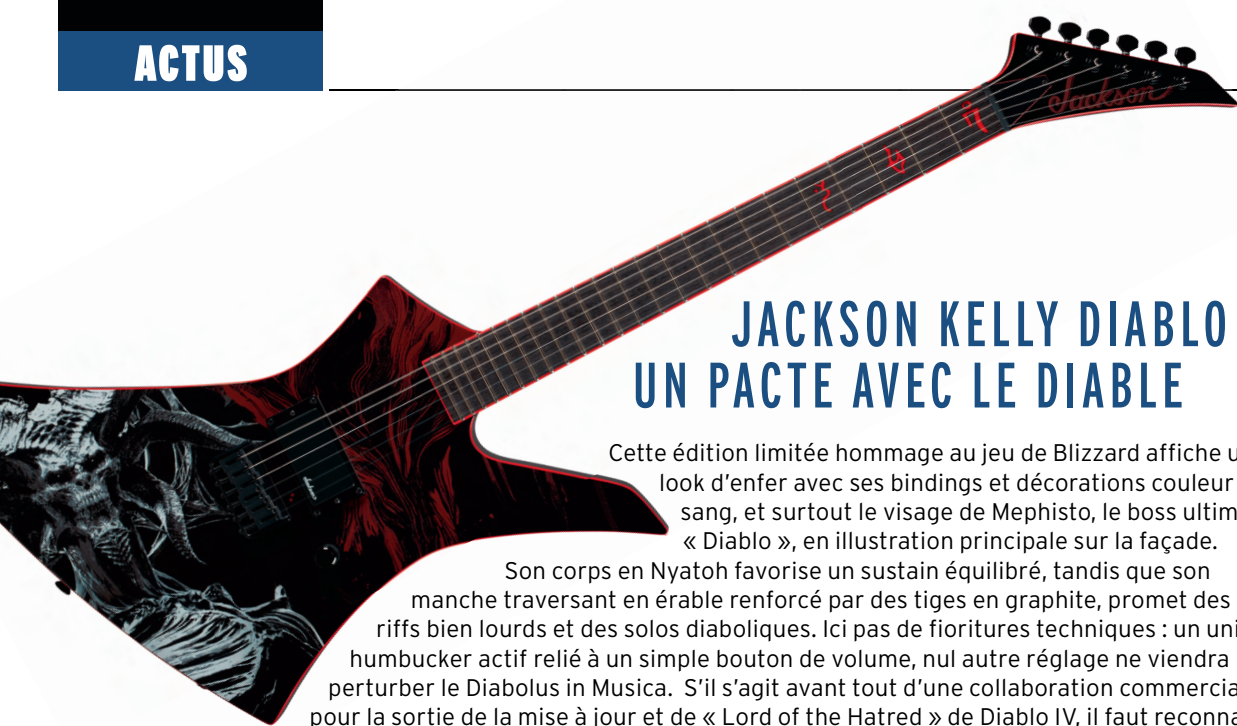 ACTUS
Jackson
JACKSON KELLY DIABLO
UN PACTE AVEC LE DIABLE
Cette édition limitée hommage au jeu de Blizzard affiche u
look d'enfer avec ses bindings et décorations couleur
sang, et surtout le visage de Mephisto, le boss ultim
« Diablo », en illustration principale sur la façade.
Son corps en Nyatoh favorise un sustain équilibré, tandis que son
manche traversant en érable renforcé par des tiges en graphite, promet des
riffs bien lourds et des solos diaboliques. Ici pas de fioritures techniques : un uni
humbucker actif relié à un simple bouton de volume, nul autre réglage ne viendra
perturber le Diabolus in Musica. S'il s'agit avant tout d'une collaboration commercia
pour la sortie de la mise à jour et de « Lord of the Hatred » de Diablo IV, il faut reconna